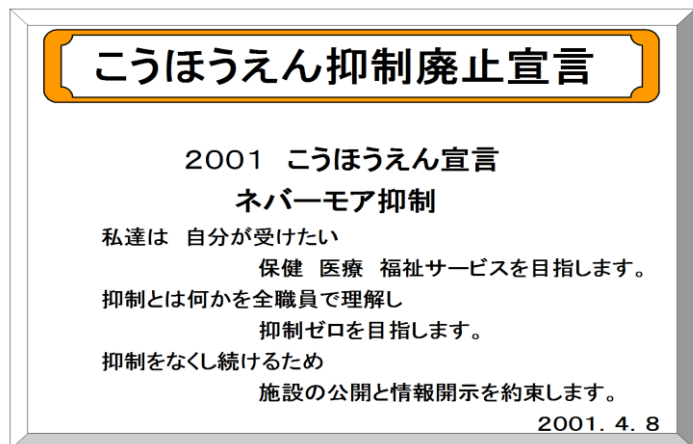 こうほうえん抑制廃止宣言
2001 こうほうえん宣言
ネバーモア抑制
私達は 自分が受けたい
保健 医療 福祉サービスを目指します。
抑制とは何かを全職員で理解し
抑制ゼロを目指します。
抑制をなくし続けるため
施設の公開と情報開示を約束します。
2001.4.8